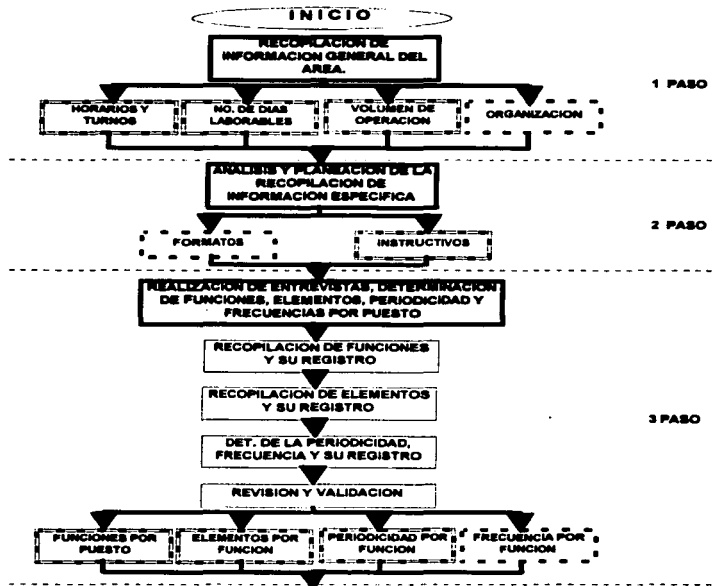 INICIO
RECOPILACION DE
INFORMACION GENERAL DEL
AREA.
1 PASO
HORARIOS Y
TURNOS
NO. DE DIAS
LABORABLES
VOLUMEN DE
OPERACION
ORGANIZACION
ANALISIS Y PLANEACION DE LA
RECOPILACION DE
INFORMACION ESPECIFICA
2 PASO
FORMATOS
INSTRUCTIVOS
REALIZACION DE ENTREVISTAS, DETERMINACION
DE FUNCIONES, ELEMENTOS, PERIODICIDAD Y
FRECUENCIAS POR PUESTO
RECOPILACION DE FUNCIONES
Y SU REGISTRO
RECOPILACION DE ELEMENTOS
Y SU REGISTRO
3 PASO
DET. DE LA PERIODICIDAD,
FRECUENCIA Y SU REGISTRO
REVISION Y VALIDACION
FUNCIONES POR
PUESTO
ELEMENTOS POR
FUNCION
PERIODICIDAD POR
FUNCION
FRECUENCIA POR
FUNCION